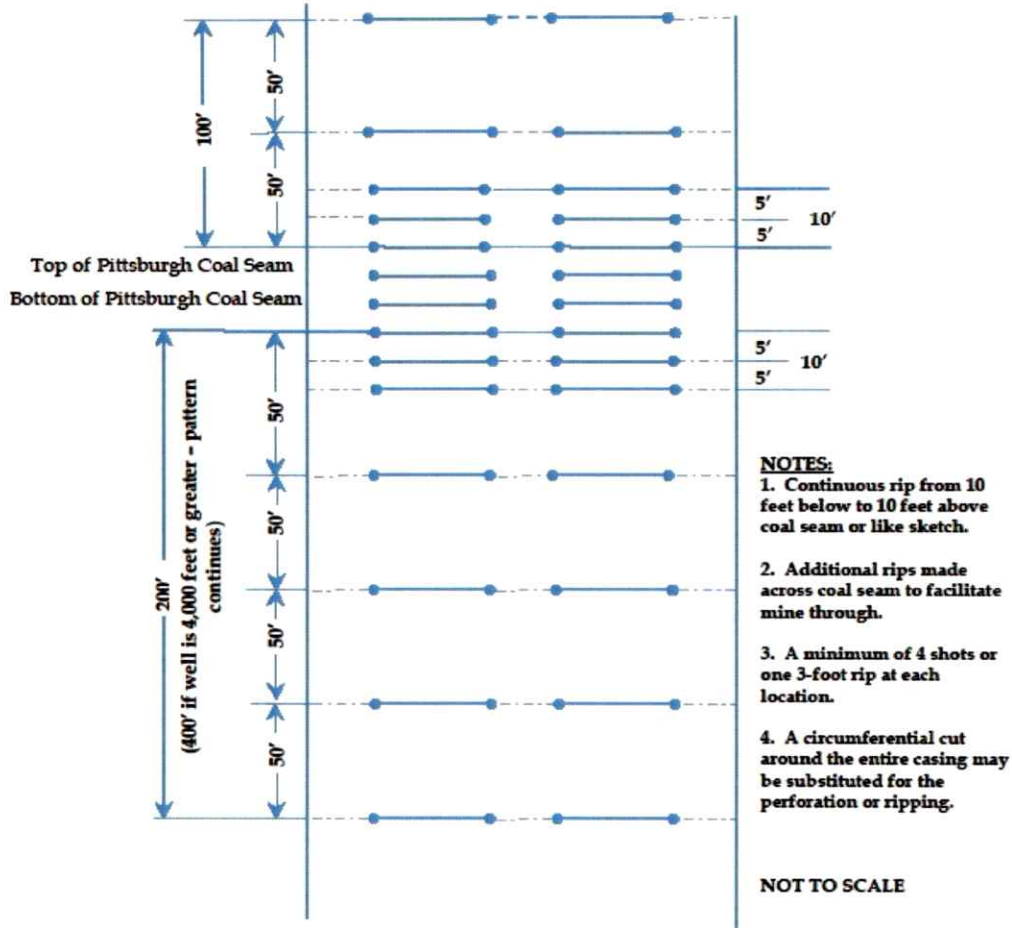 100'
50'
50'
5'
10'
5'
Top of Pittsburgh Coal Seam
Bottom of Pittsburgh Coal Seam
5'
10'
5'
200'
(400' if well is 4,000 feet or greater – pattern
continues)
50'
50'
50'
50'
NOTES:
1. Continuous rip from 10
feet below to 10 feet above
coal seam or like sketch.
2. Additional rips made
across coal seam to facilitate
mine through.
3. A minimum of 4 shots or
one 3-foot rip at each
location.
4. A circumferential cut
around the entire casing may
be substituted for the
perforation or ripping.
NOT TO SCALE